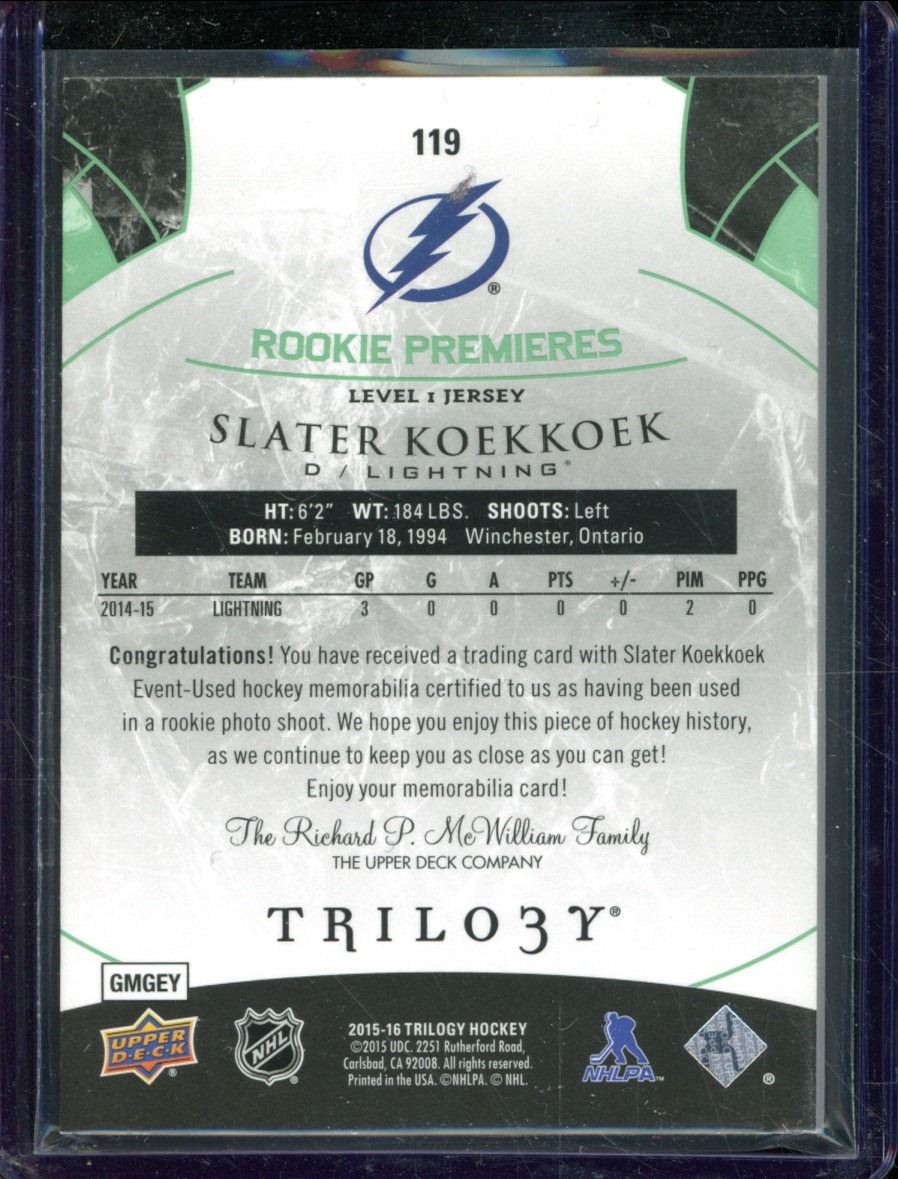 119
®
ROOKIE PREMIERES
LEVEL 1 JERSEY
SLATER KOEKKOEK
D / LIGHTNING®
HT: 6'2" WT: 184 LBS. SHOOTS: Left
BORN: February 18, 1994 Winchester, Ontario
YEAR TEAM GP G A PTS +/- PIM PPG
2014-15 LIGHTNING 3 0 0 0 0 2 0
Congratulations! You have received a trading card with Slater Koekkoek
Event-Used hockey memorabilia certified to us as having been used
in a rookie photo shoot. We hope you enjoy this piece of hockey history,
as we continue to keep you as close as you can get!
Enjoy your memorabilia card!
The Richard P. McWilliam Family
THE UPPER DECK COMPANY
TRILO3Y®
GMGEY
UPPER
D·E·C·K
®
NHL
®
2015-16 TRILOGY HOCKEY
©2015 UDC. 2251 Rutherford Road,
Carlsbad, CA 92008. All rights reserved.
Printed in the USA. ©NHLPA. © NHL.
NHLPA™
®